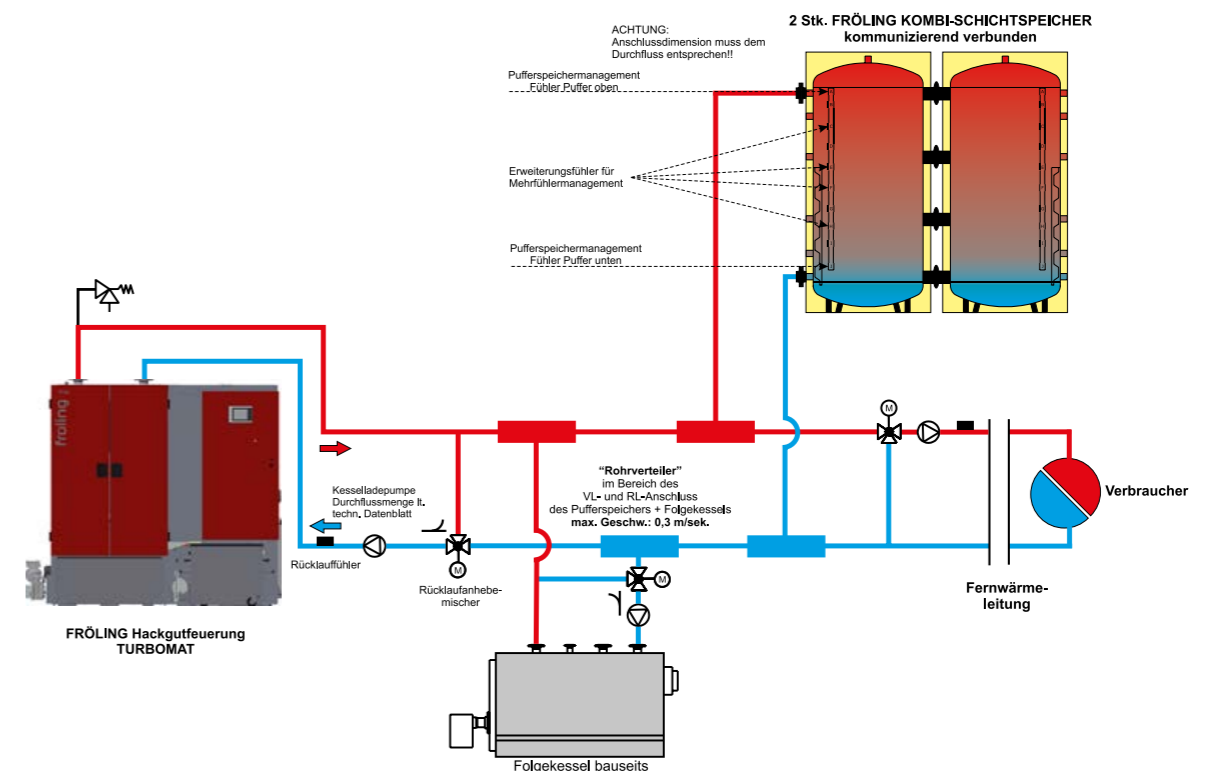 2 Stk. FRÖLING KOMBI-SCHICHTSPEICHER
kommunizierend verbunden
ACHTUNG:
Anschlussdimension muss dem
Durchfluss entsprechen!!
Pufferspeichermanagement
Fühler Puffer oben
Erweiterungsfühler für
Mehrfühlermanagement
Pufferspeichermanagement
Fühler Puffer unten
fröling
M
"Rohrverteiler"
im Bereich des
VL- und RL-Anschluss
des Pufferspeichers + Folgekessels
max. Geschw.: 0,3 m/sek.
Verbraucher
Kesselladepumpe
Durchflussmenge lt.
techn. Datenblatt
Rücklauffühler
M
Rücklaufanhebe-
mischer
M
Fernwärme-
leitung
FRÖLING Hackgutfeuerung
TURBOMAT
Folgekessel bauseits